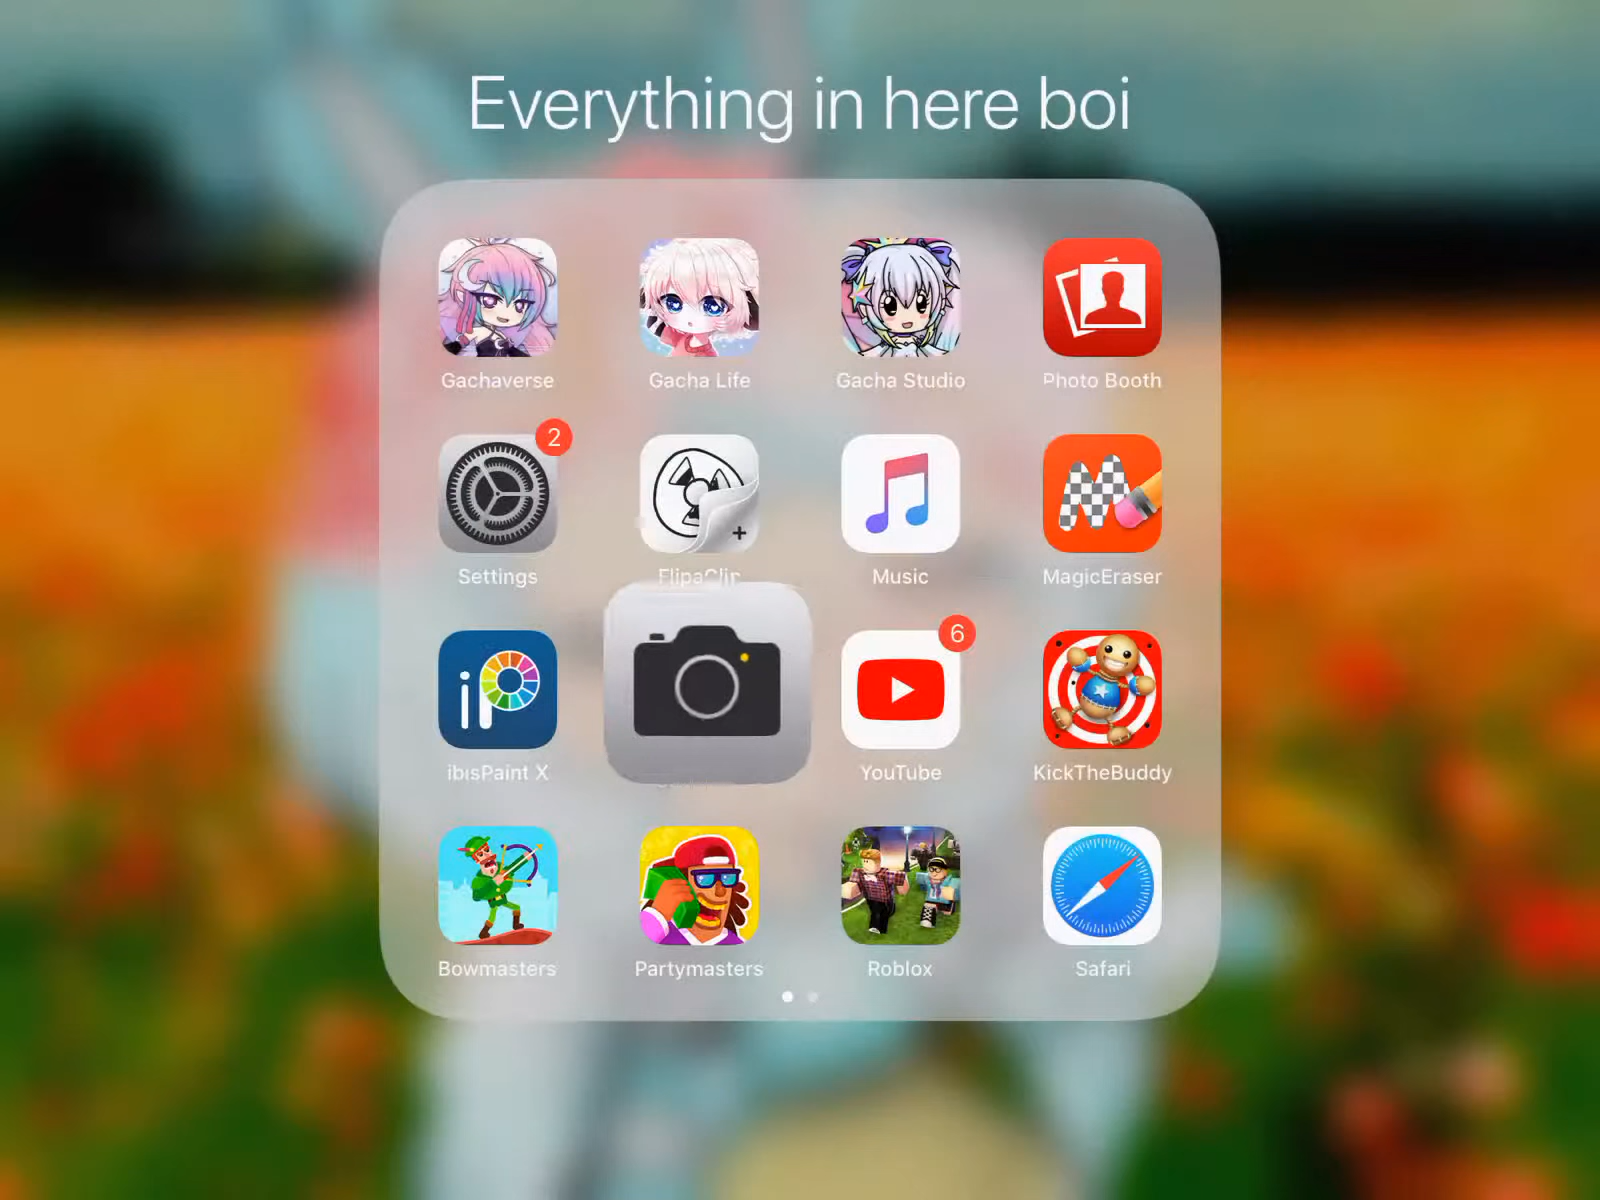 Everything in here boi
Gachaverse Gacha Life Gacha Studio Photo Booth
2
Settings FlipaClip Music MagicEraser
6
ibisPaint X YouTube KickTheBuddy
Bowmasters Partymasters Roblox Safari